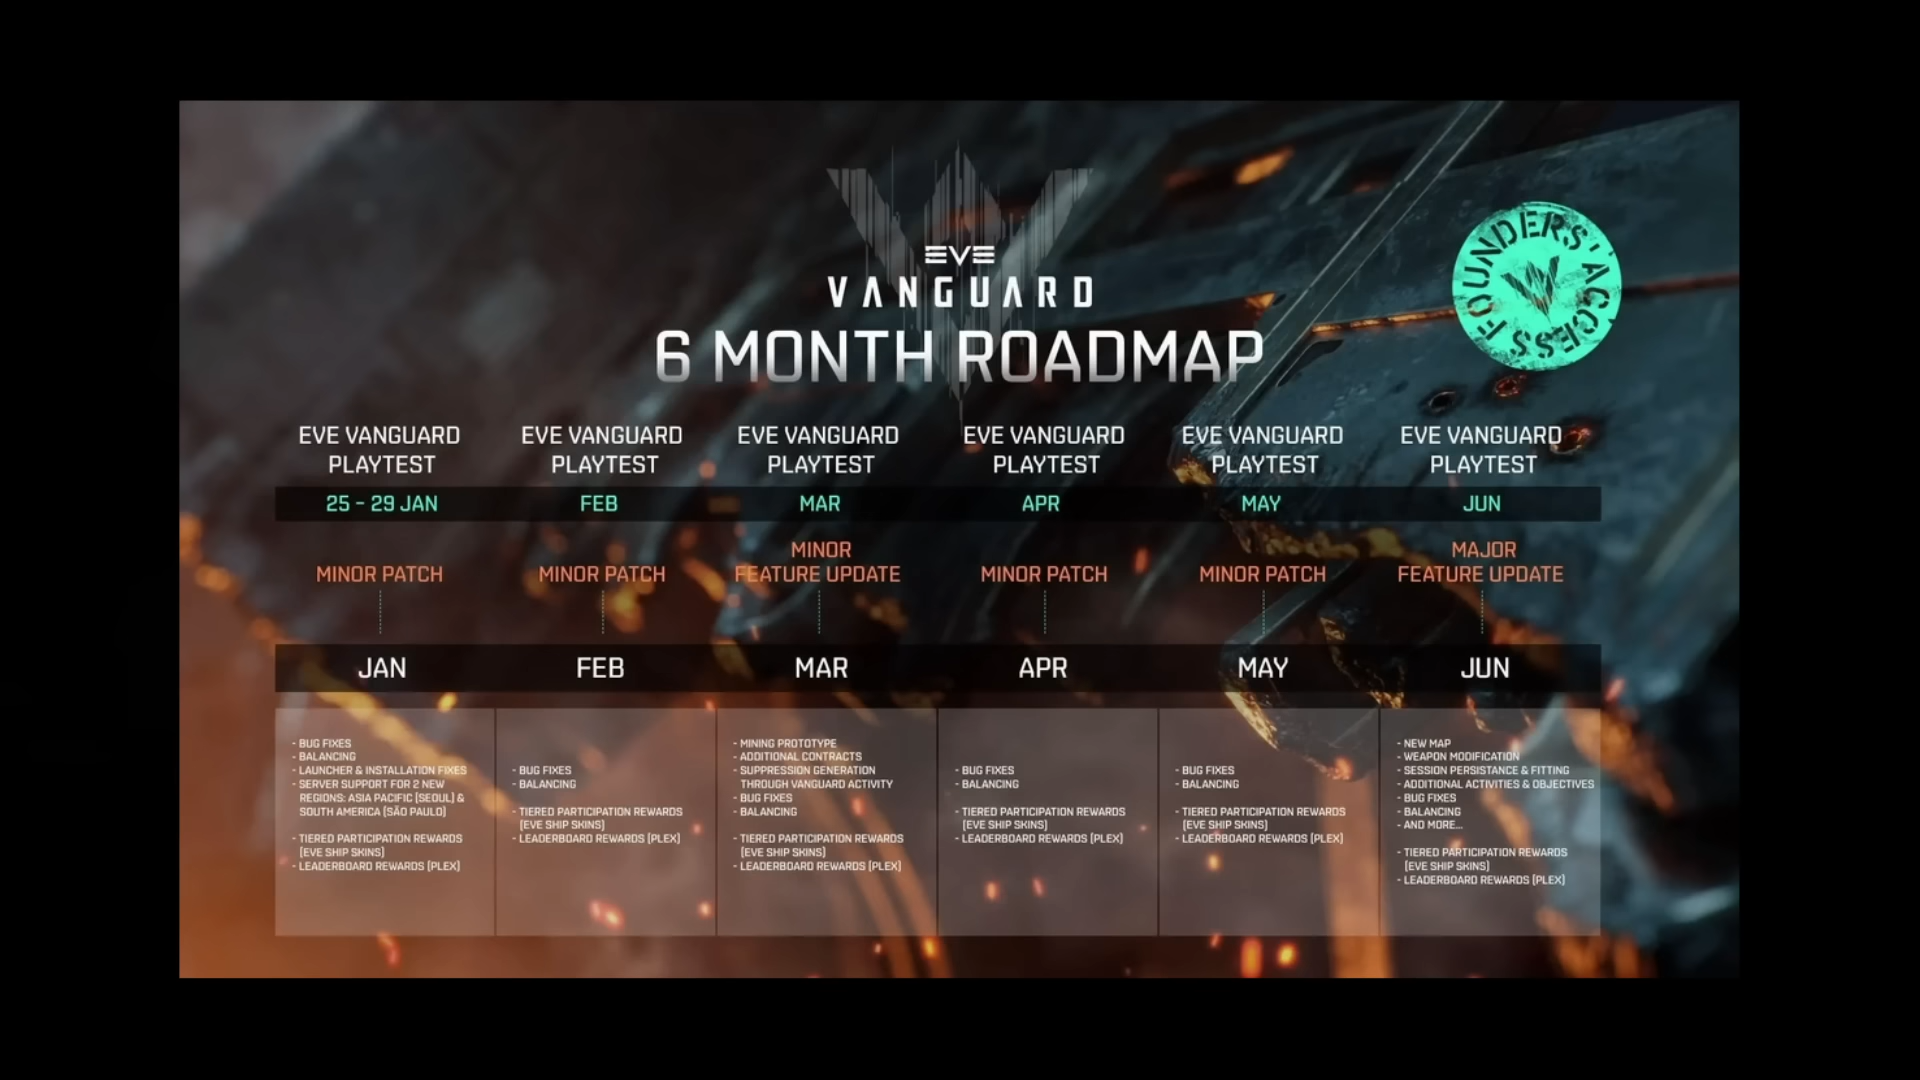 EVE
VANGUARD
6 MONTH ROADMAP
FOUNDERS' ACCESS
EVE VANGUARD
PLAYTEST
EVE VANGUARD
PLAYTEST
EVE VANGUARD
PLAYTEST
EVE VANGUARD
PLAYTEST
EVE VANGUARD
PLAYTEST
EVE VANGUARD
PLAYTEST
25 – 29 JAN
FEB
MAR
APR
MAY
JUN
MINOR PATCH
MINOR PATCH
MINOR
FEATURE UPDATE
MINOR PATCH
MINOR PATCH
MAJOR
FEATURE UPDATE
JAN
FEB
MAR
APR
MAY
JUN
- BUG FIXES
- BALANCING
- LAUNCHER & INSTALLATION FIXES
- SERVER SUPPORT FOR 2 NEW
REGIONS: ASIA PACIFIC (SEOUL) &
SOUTH AMERICA (SÃO PAULO)
- TIERED PARTICIPATION REWARDS
(EVE SHIP SKINS)
- LEADERBOARD REWARDS (PLEX)
- BUG FIXES
- BALANCING
- TIERED PARTICIPATION REWARDS
(EVE SHIP SKINS)
- LEADERBOARD REWARDS (PLEX)
- MINING PROTOTYPE
- ADDITIONAL CONTRACTS
- SUPPRESSION GENERATION
THROUGH VANGUARD ACTIVITY
- BUG FIXES
- BALANCING
- TIERED PARTICIPATION REWARDS
(EVE SHIP SKINS)
- LEADERBOARD REWARDS (PLEX)
- BUG FIXES
- BALANCING
- TIERED PARTICIPATION REWARDS
(EVE SHIP SKINS)
- LEADERBOARD REWARDS (PLEX)
- BUG FIXES
- BALANCING
- TIERED PARTICIPATION REWARDS
(EVE SHIP SKINS)
- LEADERBOARD REWARDS (PLEX)
- NEW MAP
- WEAPON MODIFICATION
- SESSION PERSISTANCE & FITTING
- ADDITIONAL ACTIVITIES & OBJECTIVES
- BUG FIXES
- BALANCING
- AND MORE...
- TIERED PARTICIPATION REWARDS
(EVE SHIP SKINS)
- LEADERBOARD REWARDS (PLEX)